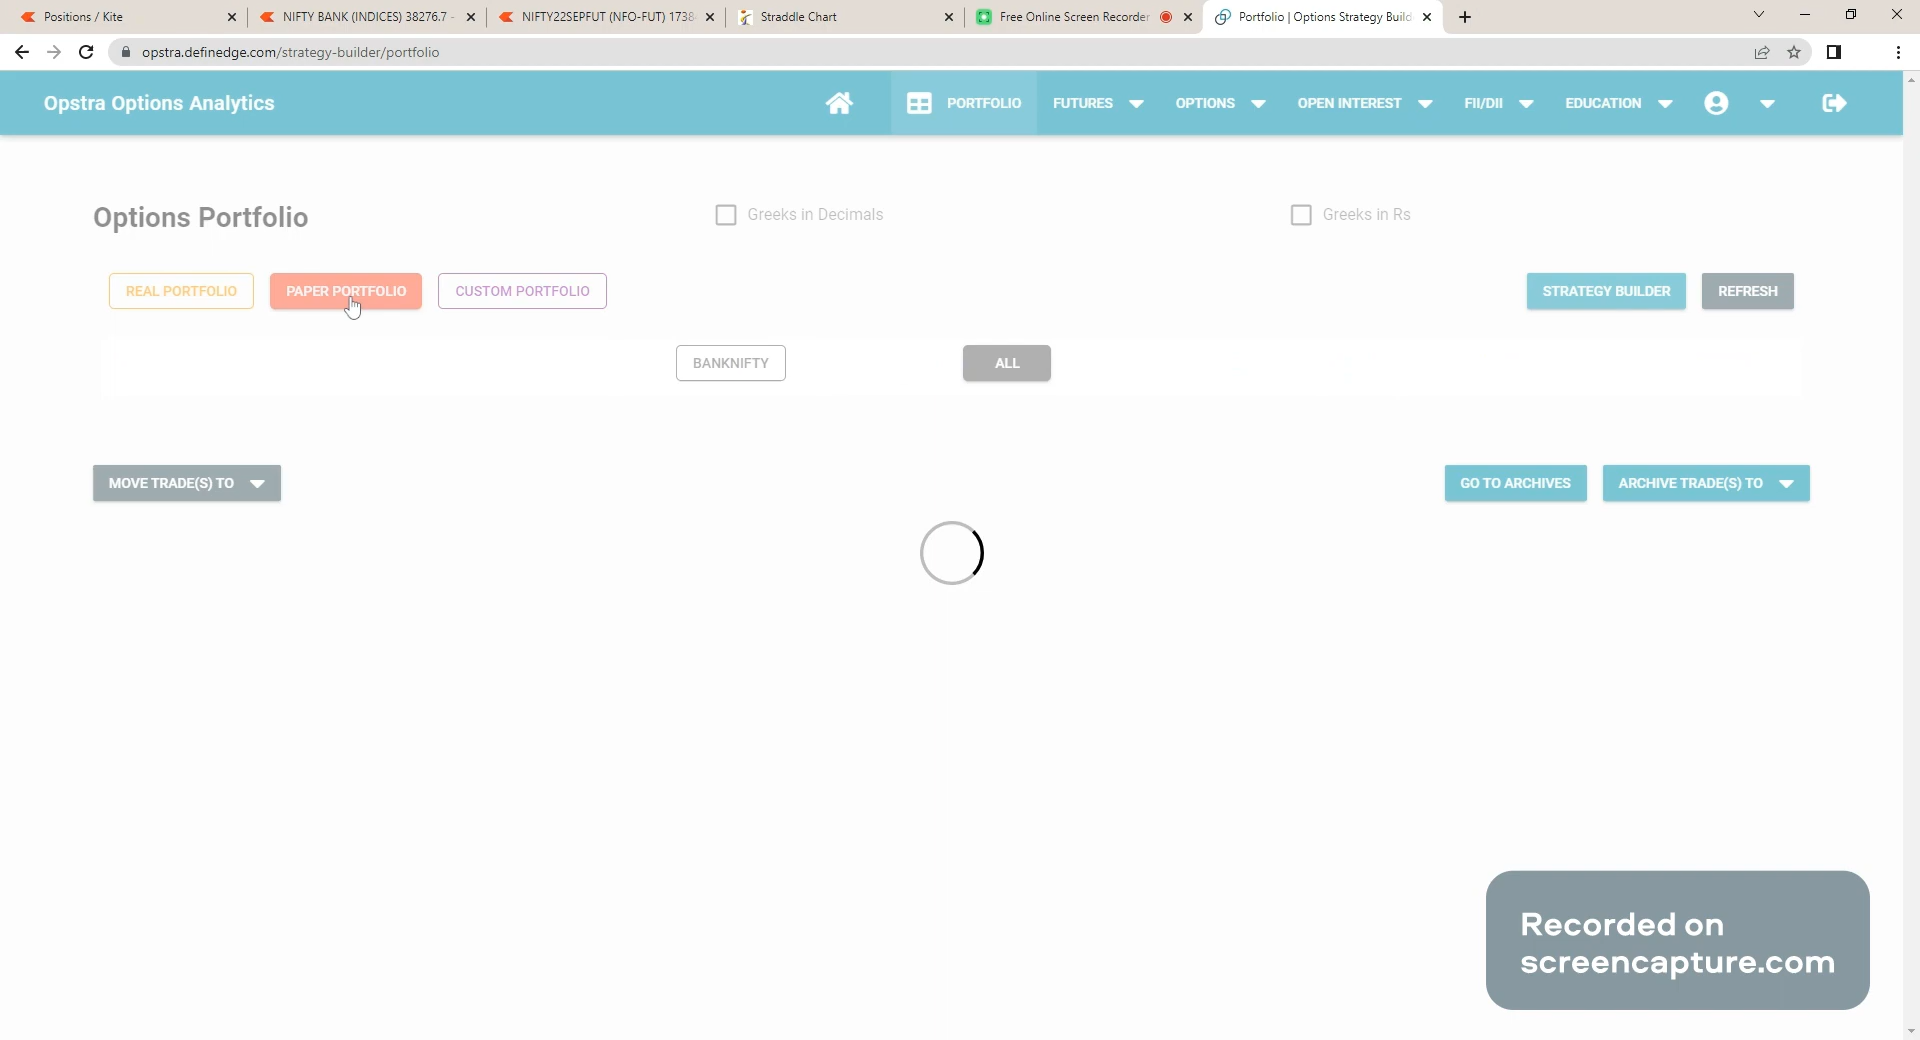 Positions / Kite
NIFTY BANK (INDICES) 38276.7 -
NIFTY22SEPFUT (NFO-FUT) 1738
Straddle Chart
Free Online Screen Recorder
Portfolio | Options Strategy Build
opstra.definedge.com/strategy-builder/portfolio
Opstra Options Analytics
PORTFOLIO
FUTURES
OPTIONS
OPEN INTEREST
FII/DII
EDUCATION
Options Portfolio
Greeks in Decimals
Greeks in Rs
REAL PORTFOLIO
PAPER PORTFOLIO
CUSTOM PORTFOLIO
STRATEGY BUILDER
REFRESH
BANKNIFTY
ALL
MOVE TRADE(S) TO
GO TO ARCHIVES
ARCHIVE TRADE(S) TO
Recorded on
screencapture.com